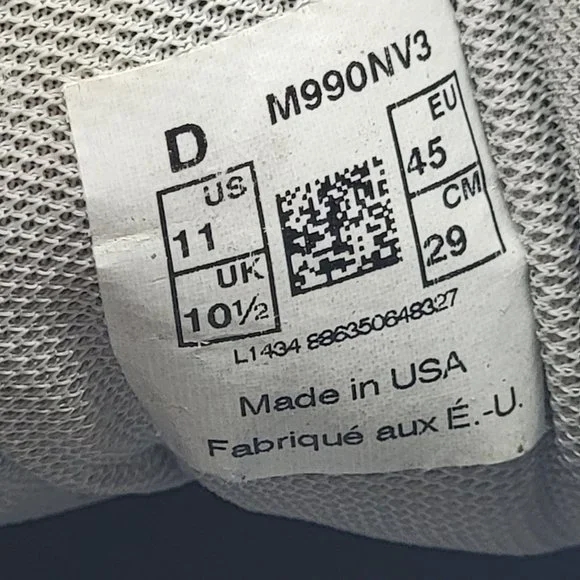 M990NV3
D
US
11
UK
10½
EU
45
CM
29
L1434 886350648327
Made in USA
Fabriqué aux É.-U.